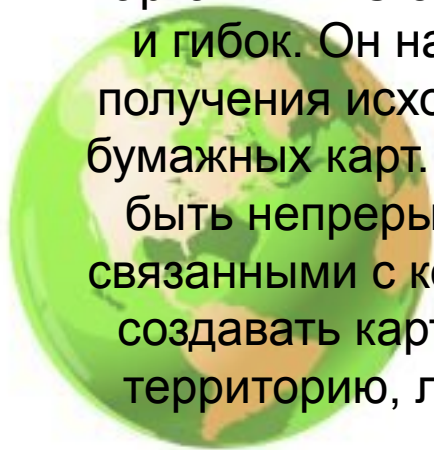 и гибок. Он на
получения исхо
бумажных карт.
быть непреры
связанными с к
создавать карт
территорию, л